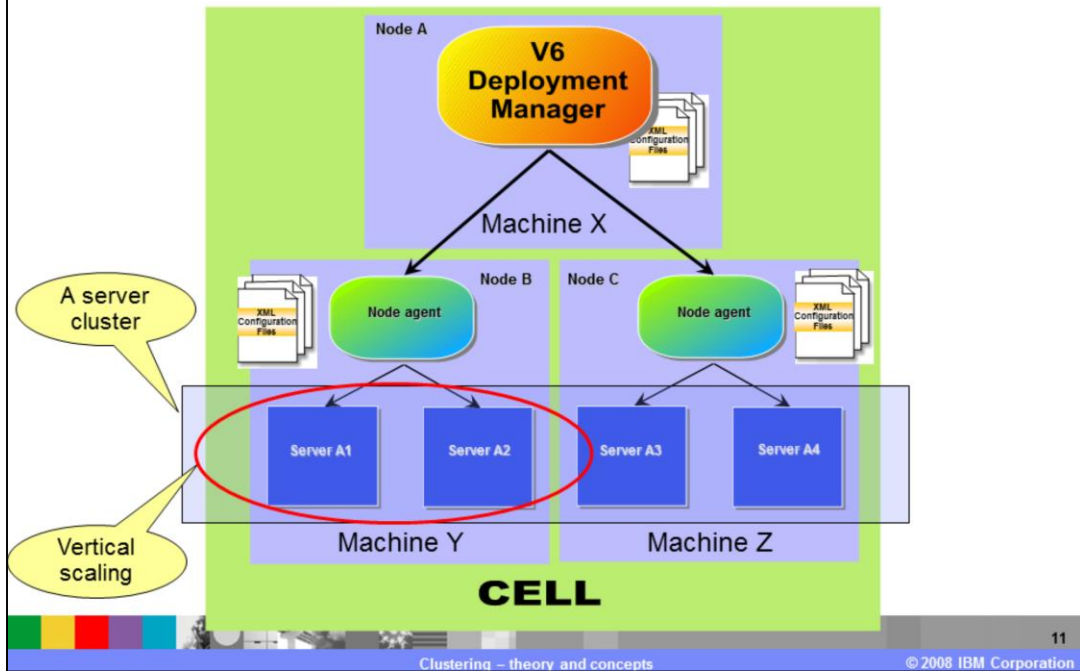 Node A
V6
Deployment
Manager
XML
Configuration
Files
Machine X
A server
cluster
XML
Configuration
Files
Node agent
Node B
Node C
Node agent
XML
Configuration
Files
Server A1
Server A2
Server A3
Server A4
Vertical
scaling
Machine Y
Machine Z
CELL
11
Clustering – theory and concepts
© 2008 IBM Corporation